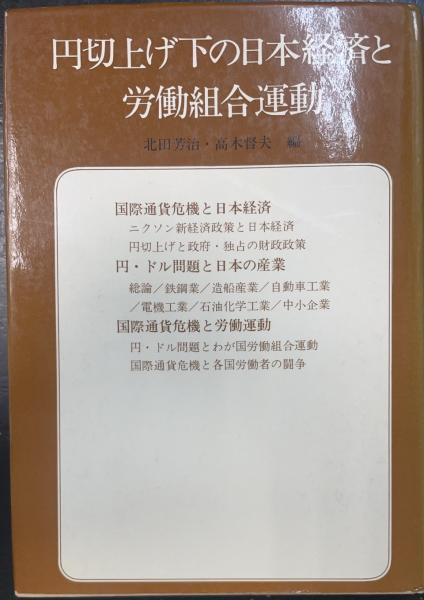 円切上げ下の日本経済と
労働組合運動
北田芳治・高木督夫 編
国際通貨危機と日本経済
ニクソン新経済政策と日本経済
円切上げと政府・独占の財政政策
円・ドル問題と日本の産業
総論／鉄鋼業／造船産業／自動車工業
／電機工業／石油化学工業／中小企業
国際通貨危機と労働運動
円・ドル問題とわが国労働組合運動
国際通貨危機と各国労働者の闘争